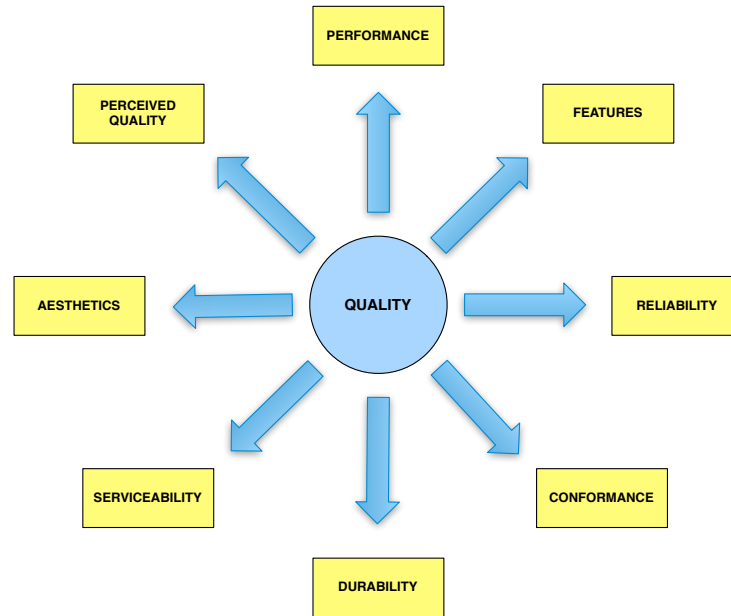 PERFORMANCE
PERCEIVED
QUALITY
FEATURES
AESTHETICS
QUALITY
RELIABILITY
SERVICEABILITY
CONFORMANCE
DURABILITY